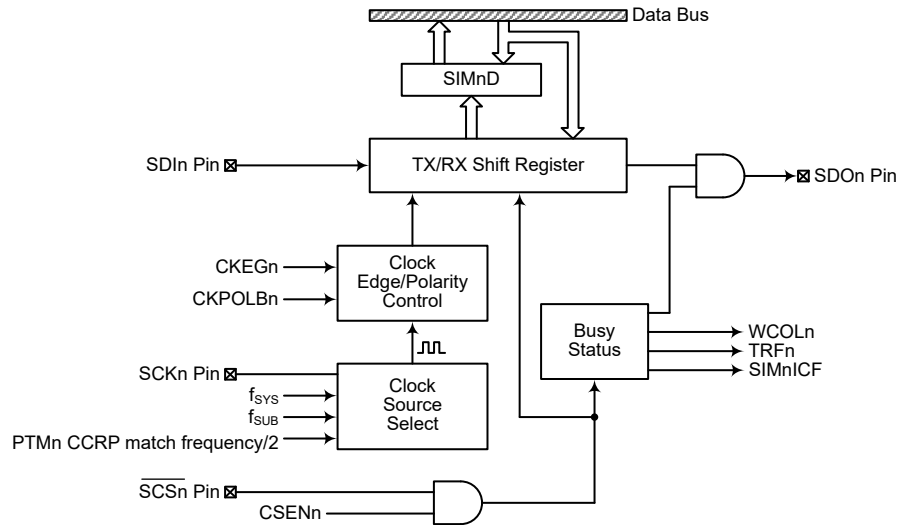 Data Bus
SIMnD
SDIn Pin
TX/RX Shift Register
SDOn Pin
CKEGn
CKPOLBn
Clock
Edge/Polarity
Control
Busy
Status
WCOLn
TRFn
SIMnICF
SCKn Pin
fSYS
fSUB
PTMn CCRP match frequency/2
Clock
Source
Select
SCSn Pin
CSENn